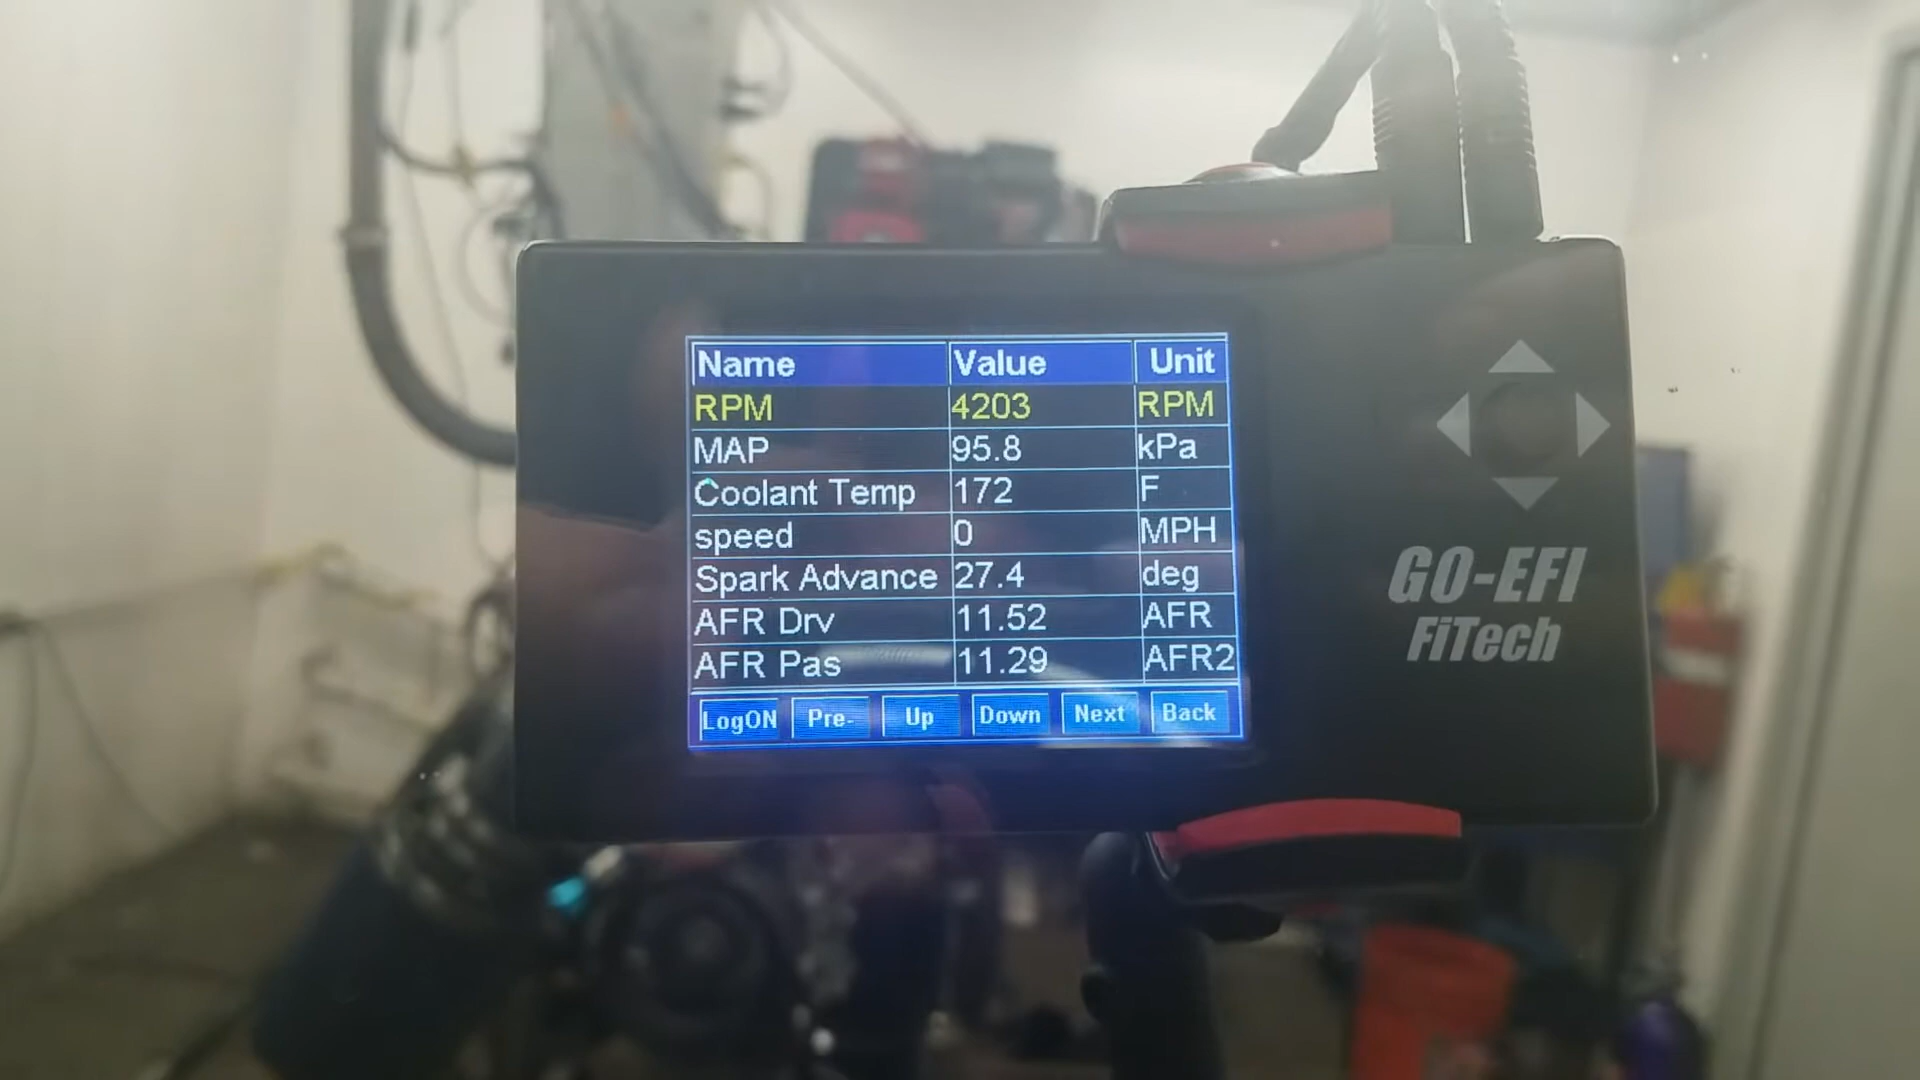 Name Value Unit
RPM 4203 RPM
MAP 95.8 kPa
Coolant Temp 172 F
speed 0 MPH
Spark Advance 27.4 deg
AFR Drv 11.52 AFR
AFR Pas 11.29 AFR2
LogON Pre- Up Down Next Back
GO-EFI
FiTech